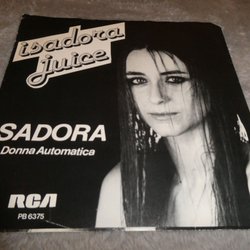 isadora
juice
SADORA
Donna Automatica
RCA
PB 6375